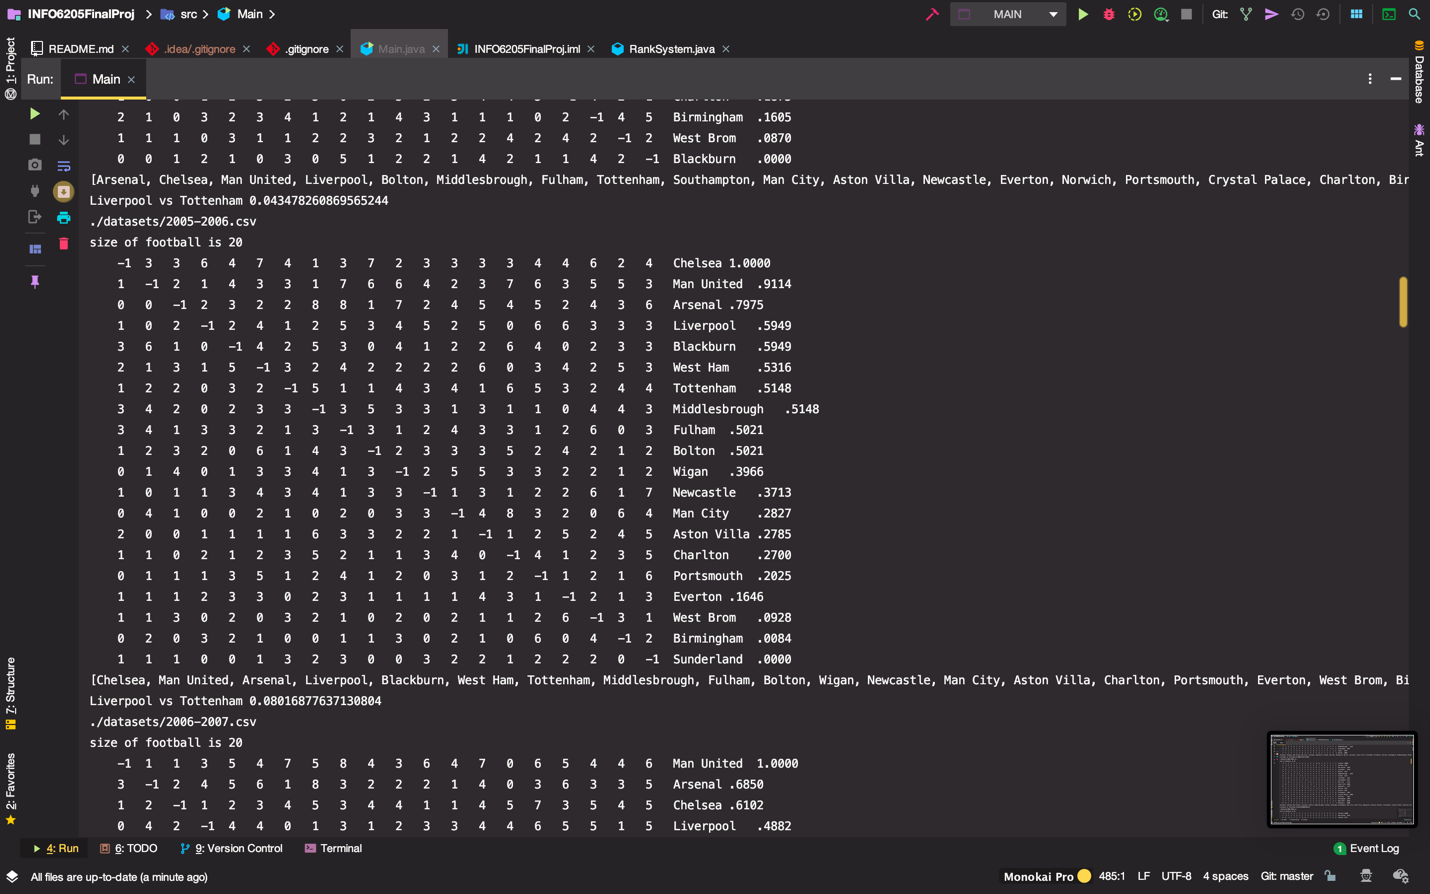 INFO6205FinalProj > src > Main >
MAIN
Git:
README.md × .idea/.gitignore × .gitignore × Main.java × INFO6205FinalProj.iml × RankSystem.java ×
Run: Main ×
1: Project
Database
Ant
2 1 0 3 2 3 4 1 2 1 4 3 1 1 1 0 2 -1 4 5 Birmingham .1605
1 1 1 0 3 1 1 2 2 3 2 1 2 2 4 2 4 2 -1 2 West Brom .0870
0 0 1 2 1 0 3 0 5 1 2 2 1 4 2 1 1 4 2 -1 Blackburn .0000
[Arsenal, Chelsea, Man United, Liverpool, Bolton, Middlesbrough, Fulham, Tottenham, Southampton, Man City, Aston Villa, Newcastle, Everton, Norwich, Portsmouth, Crystal Palace, Charlton, Bir
Liverpool vs Tottenham 0.043478260869565244
./datasets/2005-2006.csv
size of football is 20
-1 3 3 6 4 7 4 1 3 7 2 3 3 3 3 4 4 6 2 4 Chelsea 1.0000
1 -1 2 1 4 3 3 1 7 6 6 4 2 3 7 6 3 5 5 3 Man United .9114
0 0 -1 2 3 2 2 8 8 1 7 2 4 5 4 5 2 4 3 6 Arsenal .7975
1 0 2 -1 2 4 1 2 5 3 4 5 2 5 0 6 6 3 3 3 Liverpool .5949
3 6 1 0 -1 4 2 5 3 0 4 1 2 2 6 4 0 2 3 3 Blackburn .5949
2 1 3 1 5 -1 3 2 4 2 2 2 2 6 0 3 4 2 5 3 West Ham .5316
1 2 2 0 3 2 -1 5 1 1 4 3 4 1 6 5 3 2 4 4 Tottenham .5148
3 4 2 0 2 3 3 -1 3 5 3 3 1 3 1 1 0 4 4 3 Middlesbrough .5148
3 4 1 3 3 2 1 3 -1 3 1 2 4 3 3 1 2 6 0 3 Fulham .5021
1 2 3 2 0 6 1 4 3 -1 2 3 3 3 5 2 4 2 1 2 Bolton .5021
0 1 4 0 1 3 3 4 1 3 -1 2 5 5 3 3 2 2 1 2 Wigan .3966
1 0 1 1 3 4 3 4 1 3 3 -1 1 3 1 2 2 6 1 7 Newcastle .3713
0 4 1 0 0 2 1 0 2 0 3 3 -1 4 8 3 2 0 6 4 Man City .2827
2 0 0 1 1 1 1 6 3 3 2 2 1 -1 1 2 5 2 4 5 Aston Villa .2785
1 1 0 2 1 2 3 5 2 1 1 3 4 0 -1 4 1 2 3 5 Charlton .2700
0 1 1 1 3 5 1 2 4 1 2 0 3 1 2 -1 1 2 1 6 Portsmouth .2025
1 1 1 2 3 3 0 2 3 1 1 1 1 4 3 1 -1 2 1 3 Everton .1646
1 1 3 0 2 0 3 2 1 0 2 0 2 1 1 2 6 -1 3 1 West Brom .0928
0 2 0 3 2 1 0 0 1 1 3 0 2 1 0 6 0 4 -1 2 Birmingham .0084
1 1 1 0 0 1 3 2 3 0 0 3 2 2 1 2 2 2 0 -1 Sunderland .0000
[Chelsea, Man United, Arsenal, Liverpool, Blackburn, West Ham, Tottenham, Middlesbrough, Fulham, Bolton, Wigan, Newcastle, Man City, Aston Villa, Charlton, Portsmouth, Everton, West Brom, Bi
Liverpool vs Tottenham 0.08016877637130804
./datasets/2006-2007.csv
size of football is 20
-1 1 1 3 5 4 7 5 8 4 3 6 4 7 0 6 5 4 4 6 Man United 1.0000
3 -1 2 4 5 6 1 8 3 2 2 2 1 4 0 3 6 3 3 5 Arsenal .6850
1 2 -1 1 2 3 4 5 3 4 4 1 1 4 5 7 3 5 4 5 Chelsea .6102
0 4 2 -1 4 4 0 1 3 1 2 3 3 4 4 6 5 5 1 5 Liverpool .4882
7: Structure
2: Favorites
4: Run 6: TODO 9: Version Control Terminal
1 Event Log
All files are up-to-date (a minute ago)
Monokai Pro 485:1 LF UTF-8 4 spaces Git: master